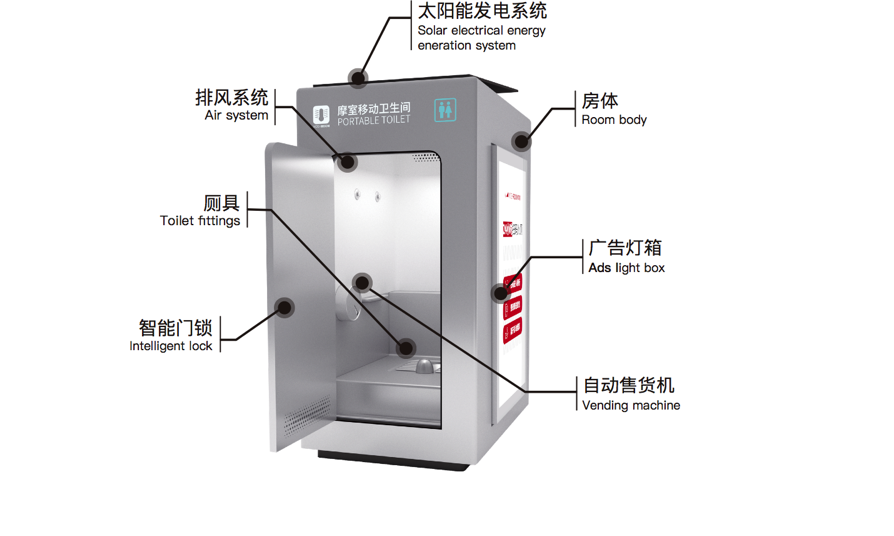 太阳能发电系统
Solar electrical energy
eneration system
排风系统
Air system
房体
Room body
摩室移动卫生间
PORTABLE TOILET
厕具
Toilet fittings
广告灯箱
Ads light box
智能门锁
Intelligent lock
自动售货机
Vending machine